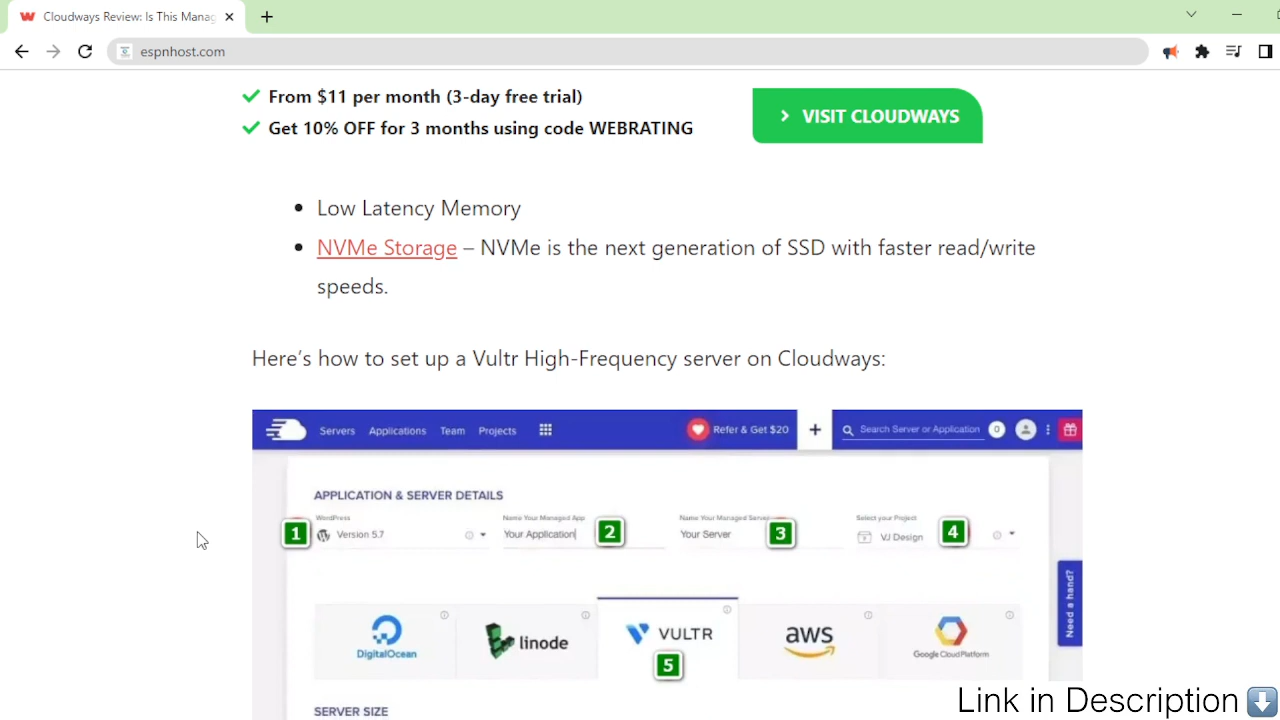 Cloudways Review: Is This Manag
espnhost.com
From $11 per month (3-day free trial)
Get 10% OFF for 3 months using code WEBRATING
VISIT CLOUDWAYS
Low Latency Memory
NVMe Storage – NVMe is the next generation of SSD with faster read/write
speeds.
Here's how to set up a Vultr High-Frequency server on Cloudways:
Servers Applications Team Projects Refer & Get $20 + Search Server or Application 0
APPLICATION & SERVER DETAILS
WordPress Name Your Managed App Name Your Managed Server Select your Project
1 Version 5.7 Your Application 2 Your Server 3 VJ Design 4
Need a hand?
DigitalOcean linode VULTR aws Google Cloud Platform
5
SERVER SIZE
Link in Description